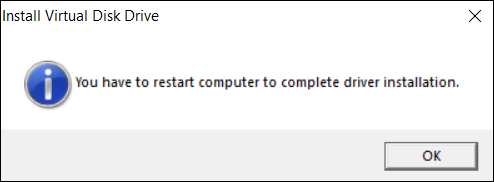 Install Virtual Disk Drive
You have to restart computer to complete driver installation.
OK